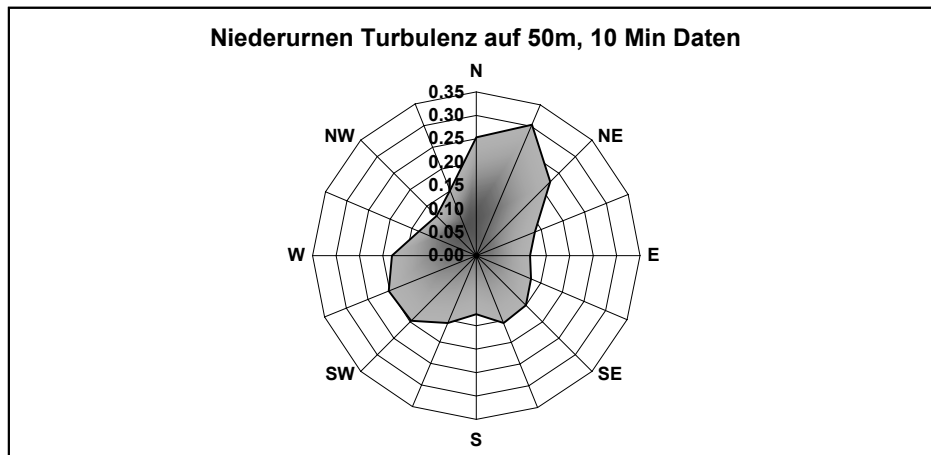 Niederurnen Turbulenz auf 50m, 10 Min Daten
N
0.35
0.30
NW
NE
0.25
0.20
0.15
0.10
0.05
W
0.00
E
SW
SE
S